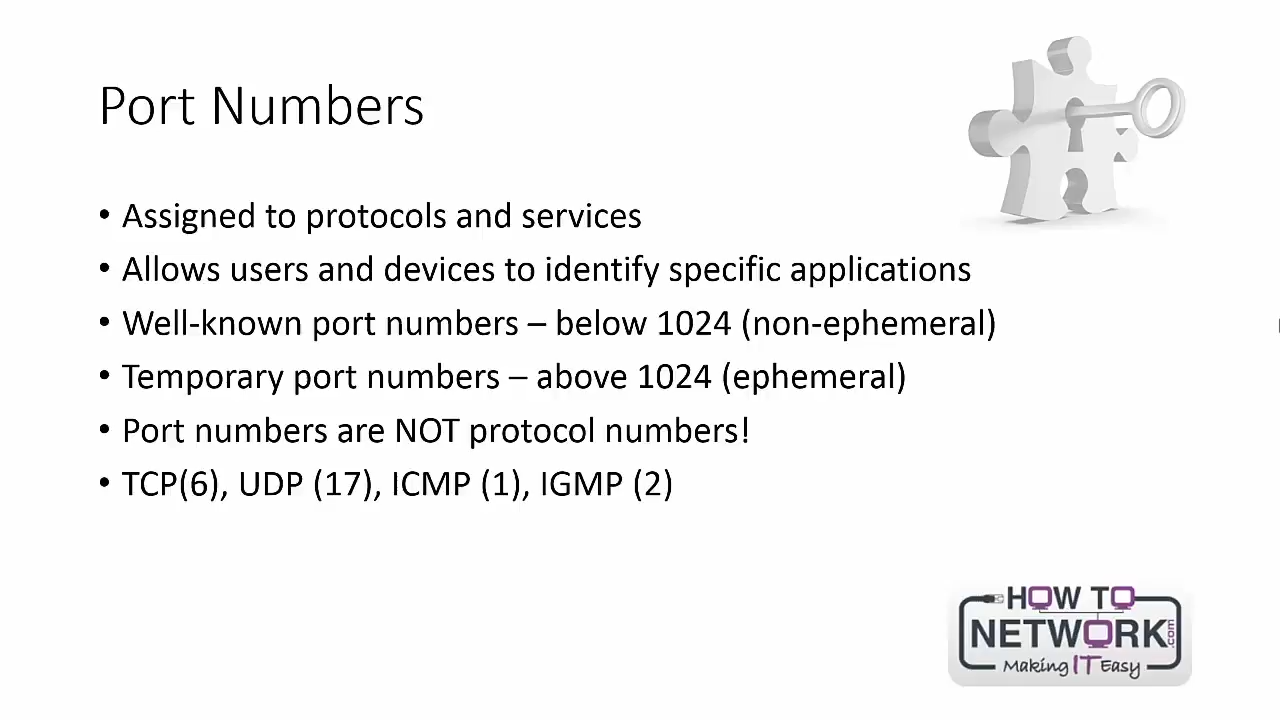 Port Numbers
• Assigned to protocols and services
• Allows users and devices to identify specific applications
• Well-known port numbers – below 1024 (non-ephemeral)
• Temporary port numbers – above 1024 (ephemeral)
• Port numbers are NOT protocol numbers!
• TCP(6), UDP (17), ICMP (1), IGMP (2)
HOW TO
NETWORK.com
Making IT Easy